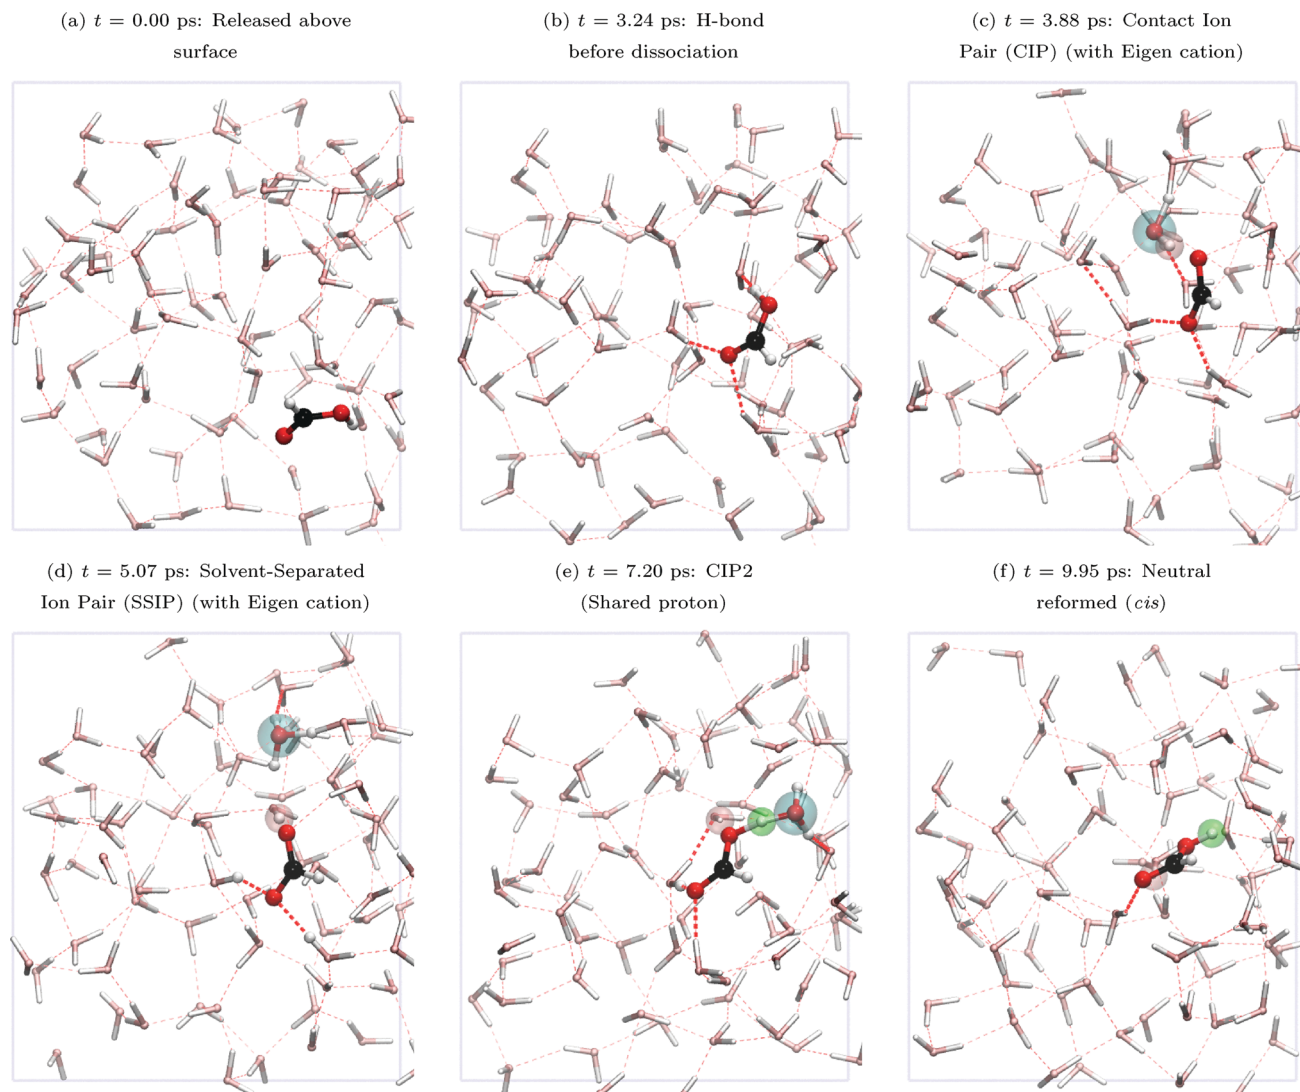 (a) t = 0.00 ps: Released above
surface
(b) t = 3.24 ps: H-bond
before dissociation
(c) t = 3.88 ps: Contact Ion
Pair (CIP) (with Eigen cation)
(d) t = 5.07 ps: Solvent-Separated
Ion Pair (SSIP) (with Eigen cation)
(e) t = 7.20 ps: CIP2
(Shared proton)
(f) t = 9.95 ps: Neutral
reformed (cis)